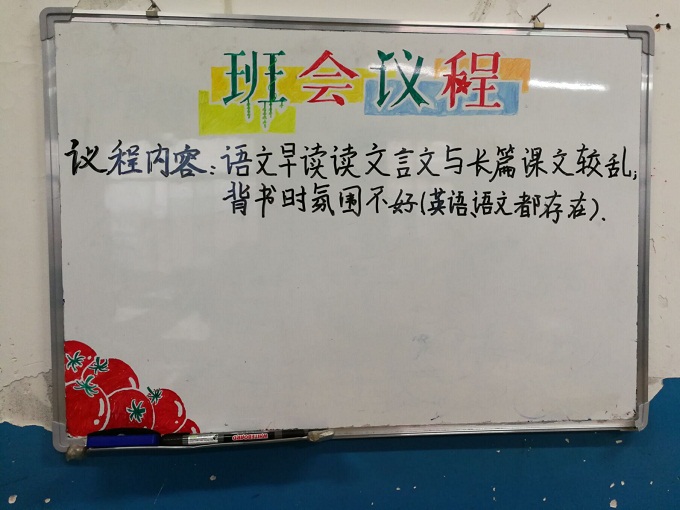 班会议程
议程内容：语文早读读文言文与长篇课文较乱；
背书时氛围不好（英语、语文都存在）.